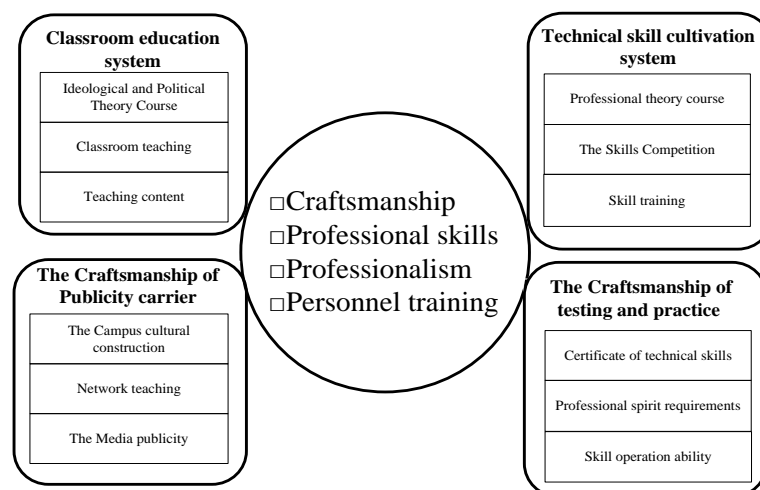 Classroom education
system
Ideological and Political
Theory Course
Classroom teaching
Teaching content
Technical skill cultivation
system
Professional theory course
The Skills Competition
Skill training
□Craftsmanship
□Professional skills
□Professionalism
□Personnel training
The Craftsmanship of
Publicity carrier
The Campus cultural
construction
Network teaching
The Media publicity
The Craftsmanship of
testing and practice
Certificate of technical skills
Professional spirit requirements
Skill operation ability